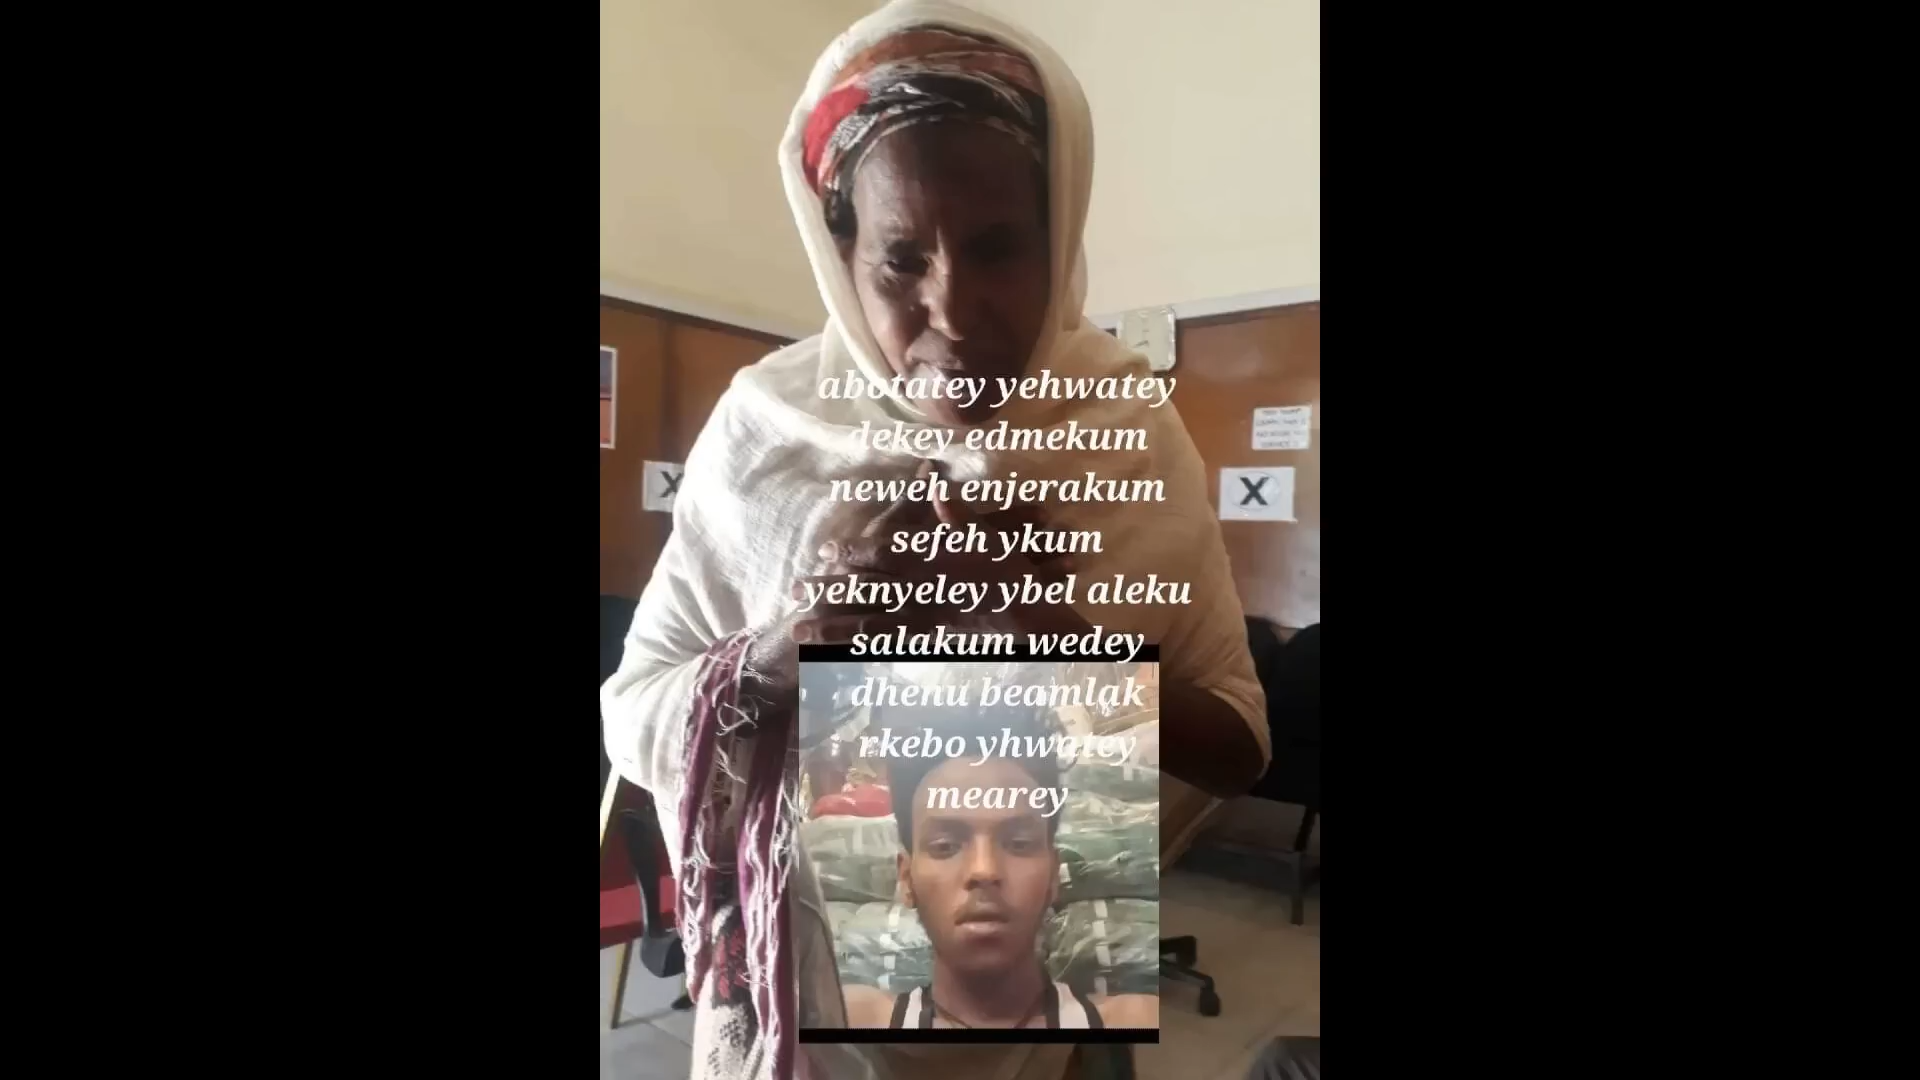 abotatey yehwatey
dekey edmekum
neweh enjerakum
sefeh ykum
yeknyeley ybel aleku
salakum wedey
dhenu beamlak
rkebo yhwatey
mearey
X
X